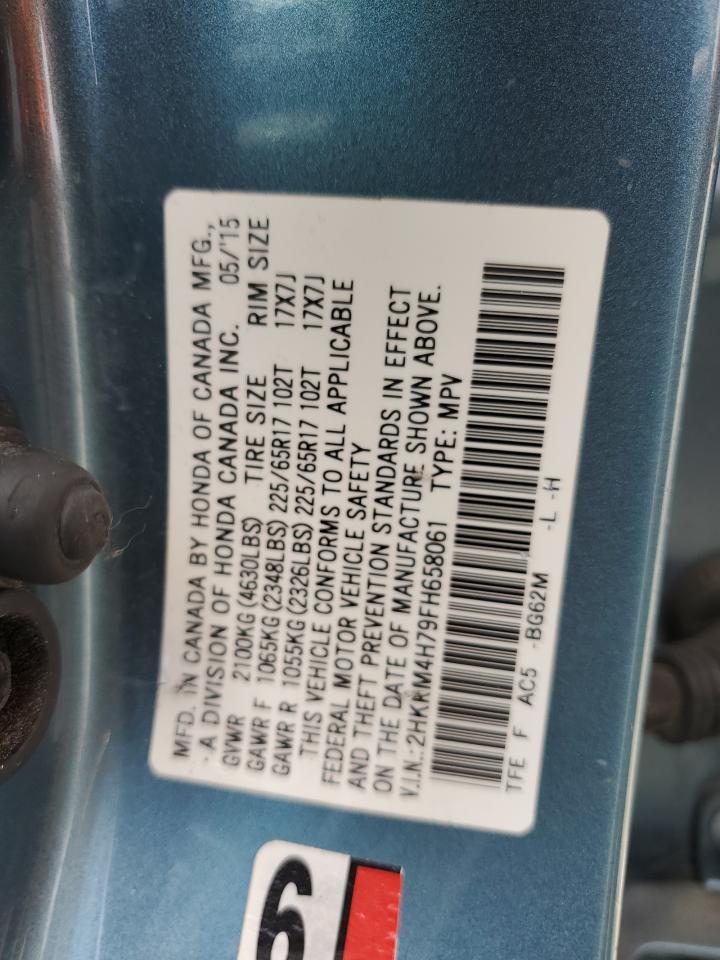 MFD. IN CANADA BY HONDA OF CANADA MFG.,
- A DIVISION OF HONDA CANADA INC. 05/'15
GVWR 2100KG (4630LBS) TIRE SIZE RIM SIZE
GAWR F 1065KG (2348LBS) 225/65R17 102T 17X7J
GAWR R 1055KG (2326LBS) 225/65R17 102T 17X7J
THIS VEHICLE CONFORMS TO ALL APPLICABLE
FEDERAL MOTOR VEHICLE SAFETY
AND THEFT PREVENTION STANDARDS IN EFFECT
ON THE DATE OF MANUFACTURE SHOWN ABOVE.
V.I.N.: 2HKRM4H79FH658061 TYPE: MPV
TFE F AC5 -BG62M -L -H
6